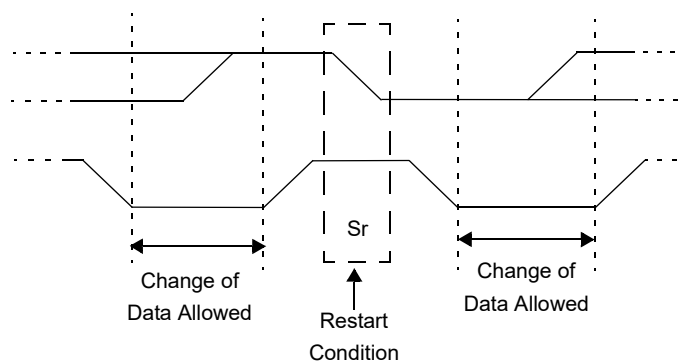 Sr
Change of
Data Allowed
Restart
Condition
Change of
Data Allowed